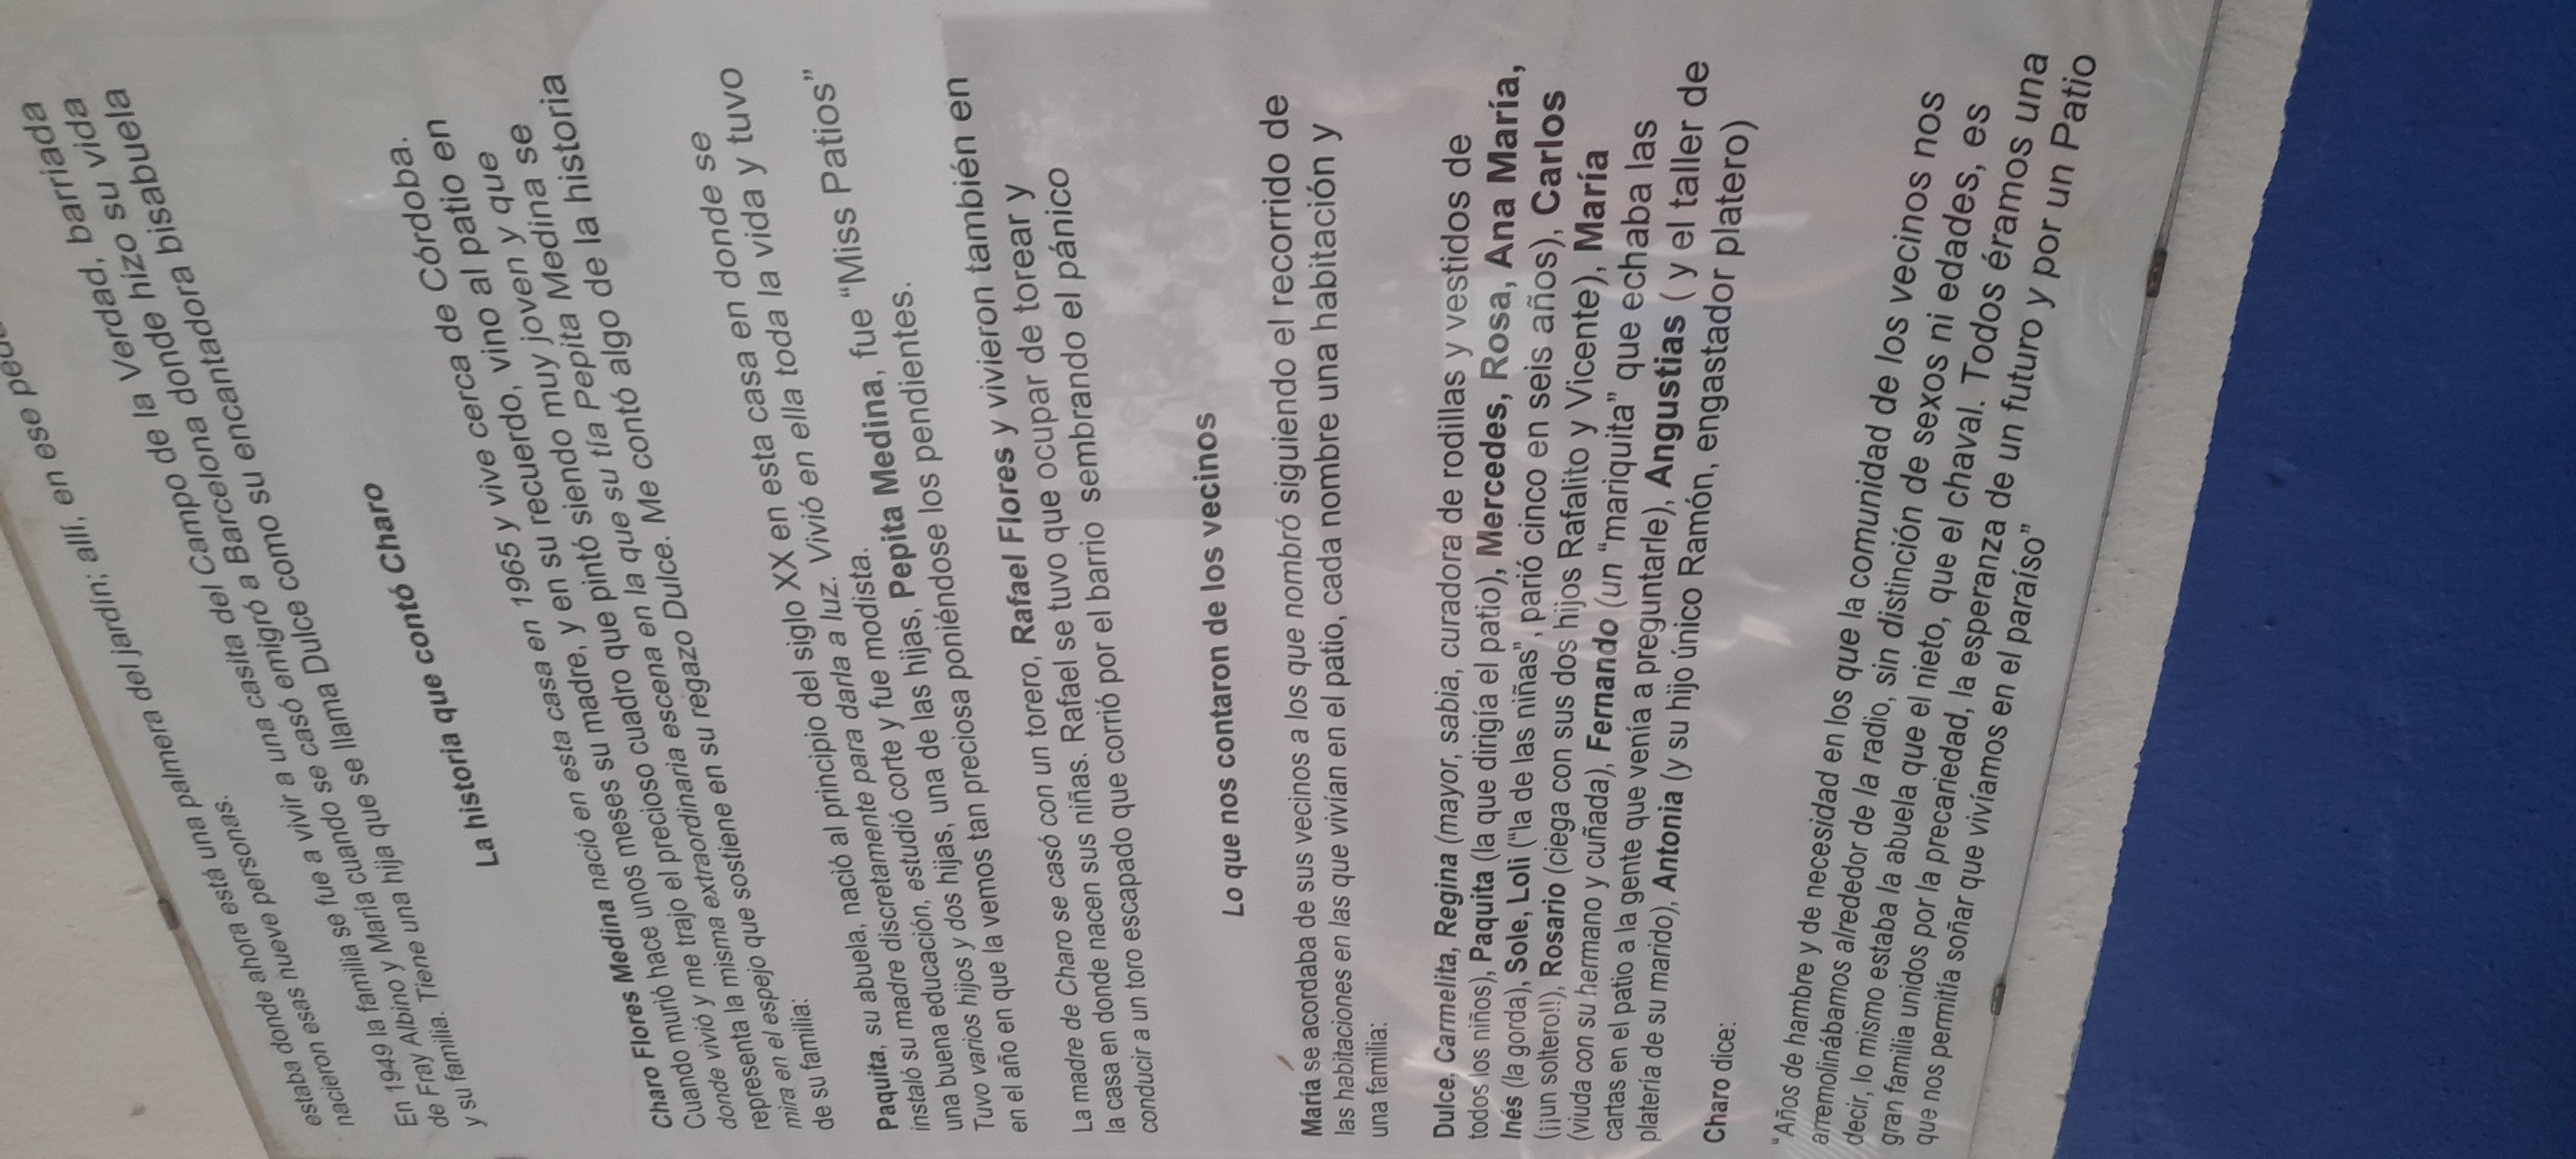 estaba donde ahora está una palmera del jardín; allí, en ese
nacieron esas nueve personas.
En 1949 la familia se fue a vivir a una casita del Campo de la Verdad, barriada
de Fray Albino y María cuando se casó emigró a Barcelona donde hizo su vida
y su familia. Tiene una hija que se llama Dulce como su encantadora bisabuela
La historia que contó Charo
Charo Flores Medina nació en esta casa en 1965 y vive cerca de Córdoba.
Cuando murió hace unos meses su madre, y en su recuerdo, vino al patio en
donde vivió y me trajo el precioso cuadro que pintó siendo muy joven y que
representa la misma extraordinaria escena en la que su tía Pepita Medina se
mira en el espejo que sostiene en su regazo Dulce. Me contó algo de la historia
de su familia:
Paquita, su abuela, nació al principio del siglo XX en esta casa en donde se
instaló su madre discretamente para darla a luz. Vivió en ella toda la vida y tuvo
una buena educación, estudió corte y fue modista.
Tuvo varios hijos y dos hijas, una de las hijas, Pepita Medina, fue “Miss Patios”
en el año en que la vemos tan preciosa poniéndose los pendientes.
La madre de Charo se casó con un torero, Rafael Flores y vivieron también en
la casa en donde nacen sus niñas. Rafael se tuvo que ocupar de torear y
conducir a un toro escapado que corrió por el barrio sembrando el pánico
Lo que nos contaron de los vecinos
María se acordaba de sus vecinos a los que nombró siguiendo el recorrido de
las habitaciones en las que vivían en el patio, cada nombre una habitación y
una familia:
Dulce, Carmelita, Regina (mayor, sabia, curadora de rodillas y vestidos de
todos los niños), Paquita (la que dirigía el patio), Mercedes, Rosa, Ana María,
Inés (la gorda), Sole, Loli (“la de las niñas”, parió cinco en seis años), Carlos
(¡¡un soltero!!), Rosario (ciega con sus dos hijos Rafalito y Vicente), María
(viuda con su hermano y cuñada), Fernando (un “mariquita” que echaba las
cartas en el patio a la gente que venía a preguntarle), Angustias ( y el taller de
platería de su marido), Antonia (y su hijo único Ramón, engastador platero)
Charo dice:
“Años de hambre y de necesidad en los que la comunidad de los vecinos nos
arremolinábamos alrededor de la radio, sin distinción de sexos ni edades, es
decir, lo mismo estaba la abuela que el nieto, que el chaval. Todos éramos una
gran familia unidos por la precariedad, la esperanza de un futuro y por un Patio
que nos permitía soñar que vivíamos en el paraíso”